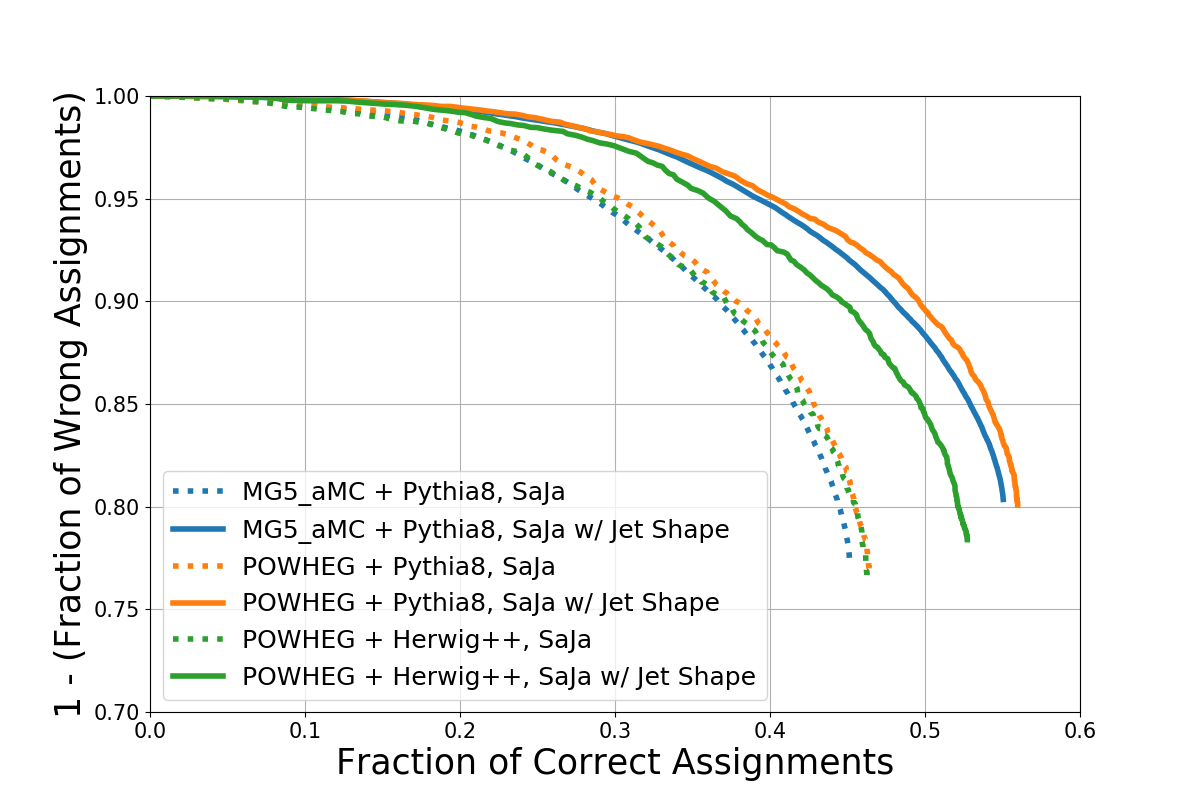 1 - (Fraction of Wrong Assignments)
1.00
0.95
0.90
0.85
0.80
0.75
0.70
MG5_aMC + Pythia8, SaJa
MG5_aMC + Pythia8, SaJa w/ Jet Shape
POWHEG + Pythia8, SaJa
POWHEG + Pythia8, SaJa w/ Jet Shape
POWHEG + Herwig++, SaJa
POWHEG + Herwig++, SaJa w/ Jet Shape
0.0 0.1 0.2 0.3 0.4 0.5 0.6
Fraction of Correct Assignments